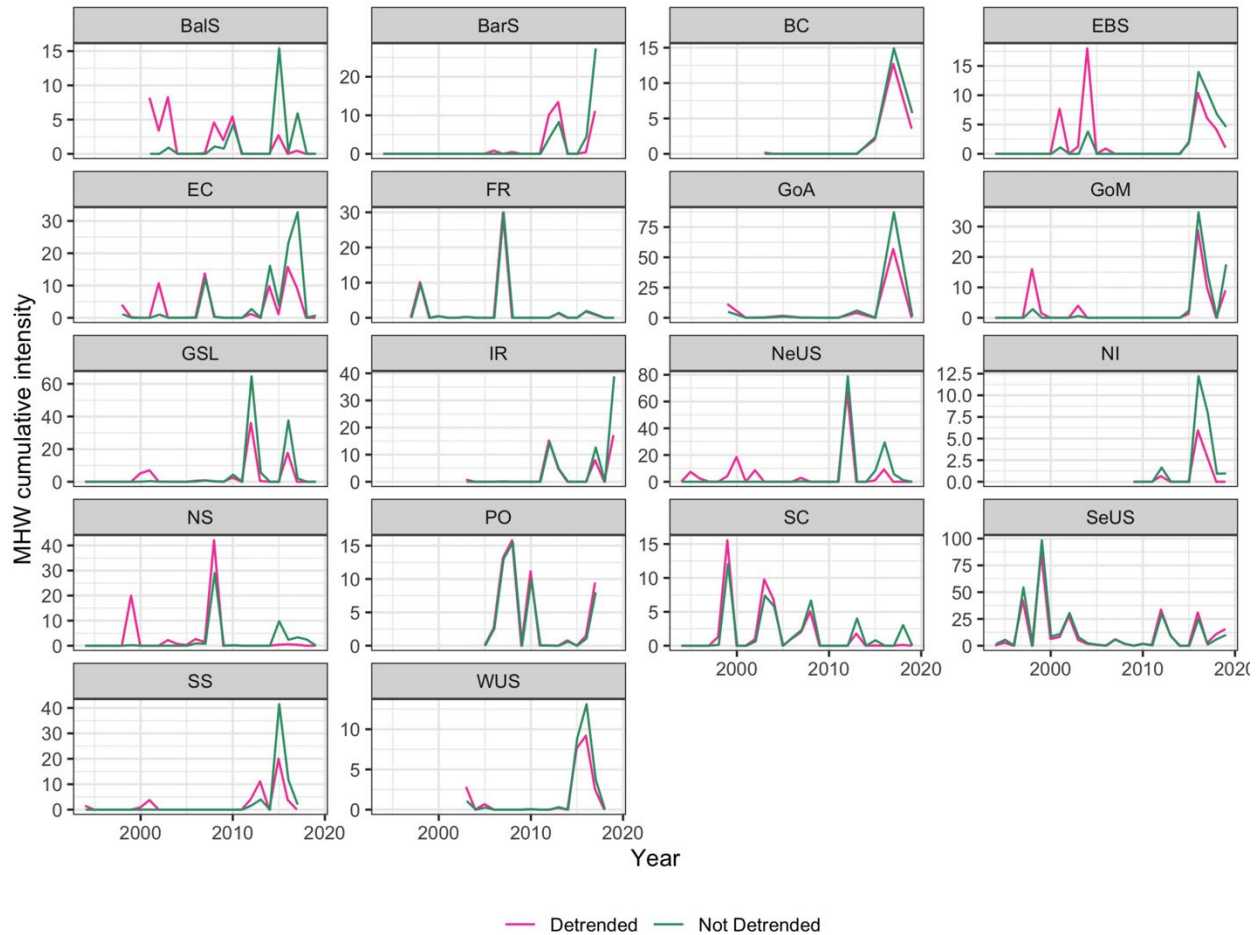 BalS BarS BC EBS
15 10 5 0
20 10 0
15 10 5 0
15 10 5 0
EC FR GoA GoM
30 20 10 0
30 20 10 0
75 50 25 0
30 20 10 0
GSL IR NeUS NI
60 40 20 0
40 30 20 10 0
80 60 40 20 0
12.5 10.0 7.5 5.0 2.5 0.0
NS PO SC SeUS
40 30 20 10 0
15 10 5 0
15 10 5 0
100 75 50 25 0
2000 2010 2020
2000 2010 2020
SS WUS
40 30 20 10 0
10 5 0
2000 2010 2020
2000 2010 2020
MHW cumulative intensity
Year
Detrended Not Detrended